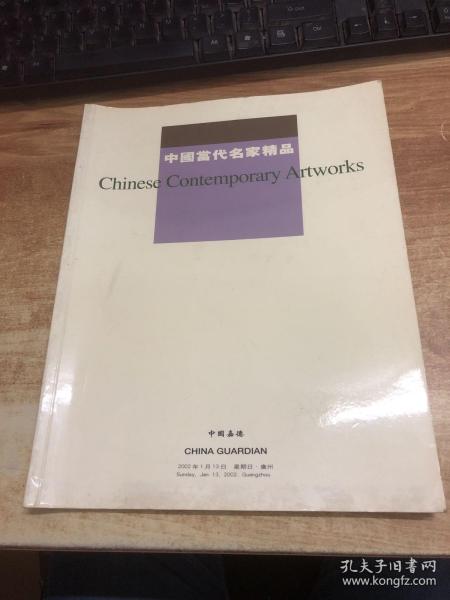 中國當代名家精品
Chinese Contemporary Artworks
中國嘉德
CHINA GUARDIAN
2002年1月13日 星期日·廣州
Sunday, Jan 13, 2002, Guangzhou
孔夫子旧书网
www.kongfz.com